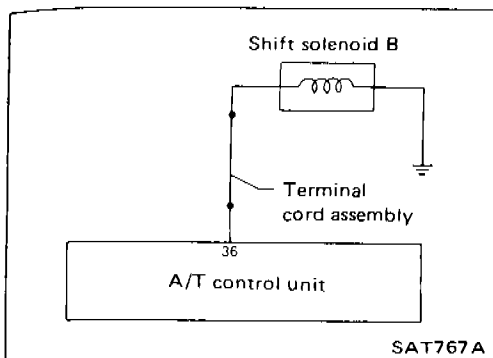 Shift solenoid B
Terminal
cord assembly
36
A/T control unit
SAT767A